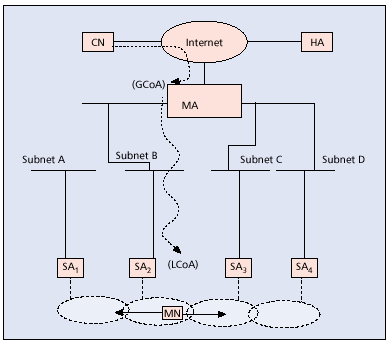 CN
Internet
HA
(GCoA)
MA
Subnet A
Subnet B
Subnet C
Subnet D
SA1
SA2
(LCoA)
SA3
SA4
MN